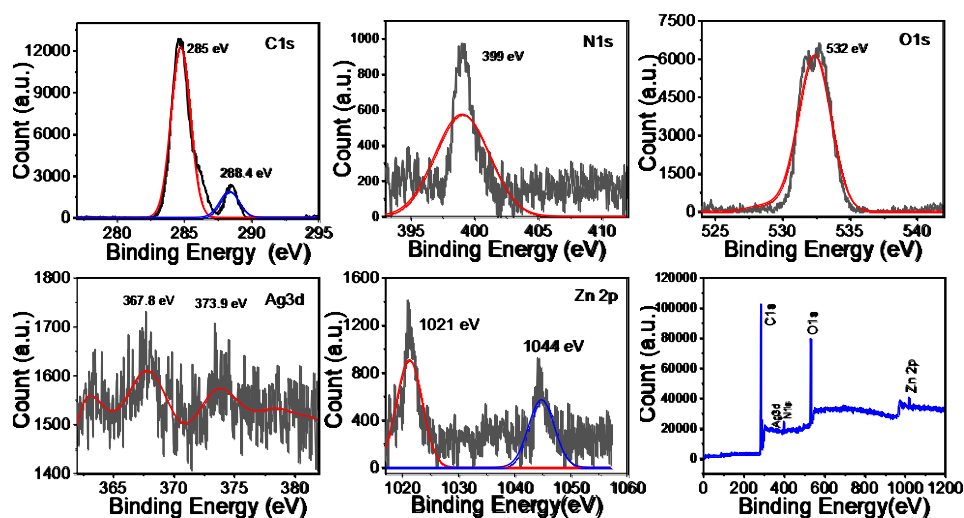 C1s
285 eV
288.4 eV
12000
9000
6000
3000
0
280 285 290 295
Count (a.u.)
Binding Energy (eV)
N1s
399 eV
1000
800
600
400
200
0
395 400 405 410
Count (a.u.)
Binding Energy (eV)
O1s
532 eV
7500
6000
4500
3000
1500
0
525 530 535 540
Count (a.u.)
Binding Energy (eV)
Ag3d
367.8 eV
373.9 eV
1800
1700
1600
1500
1400
365 370 375 380
Count (a.u.)
Binding Energy (eV)
Zn 2p
1021 eV
1044 eV
1600
1200
800
400
0
1020 1030 1040 1050 1060
Count (a.u.)
Binding Energy(eV)
C1s
O1s
Ag3d
N1s
Zn 2p
120000
100000
80000
60000
40000
20000
0
0 200 400 600 800 1000 1200
Count (a.u.)
Binding Energy(eV)